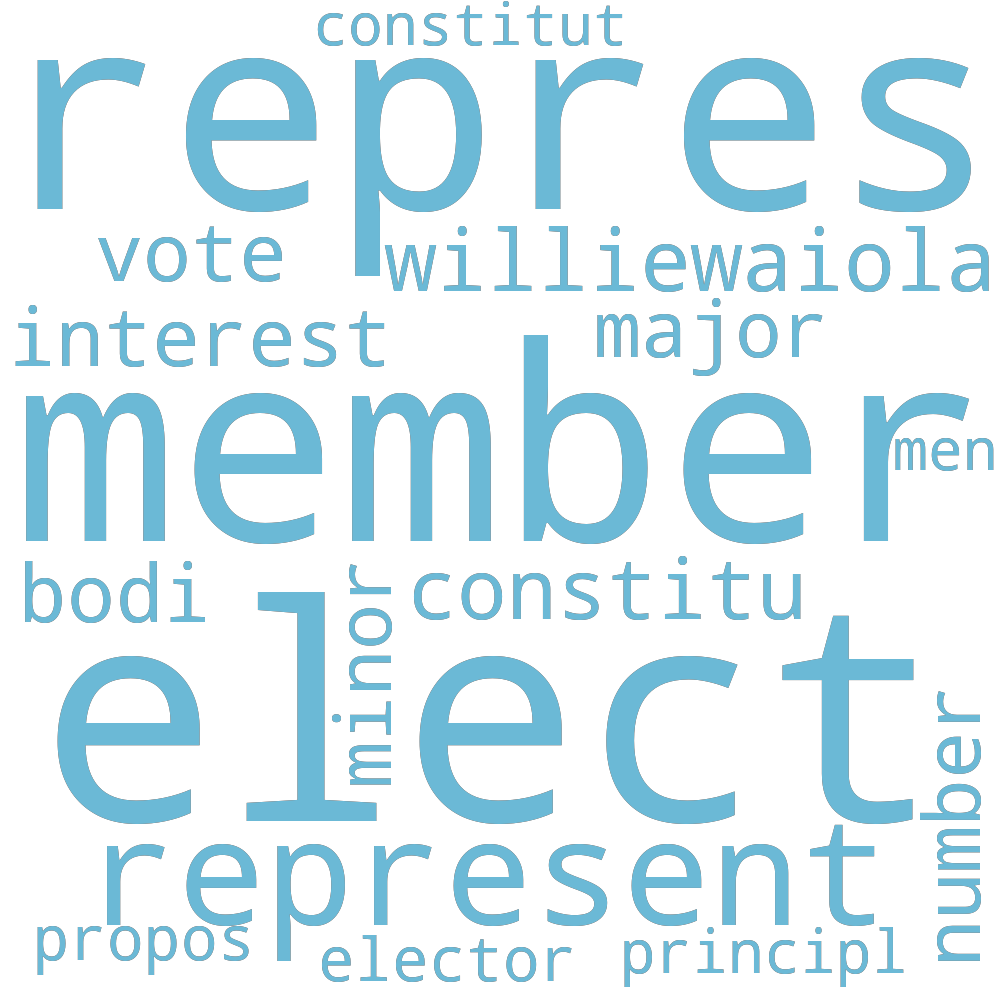 constitut
repres
vote
williewaiola
interest
major
member
men
bodi
minor
constitu
elect
number
represent
propos
elector
principl